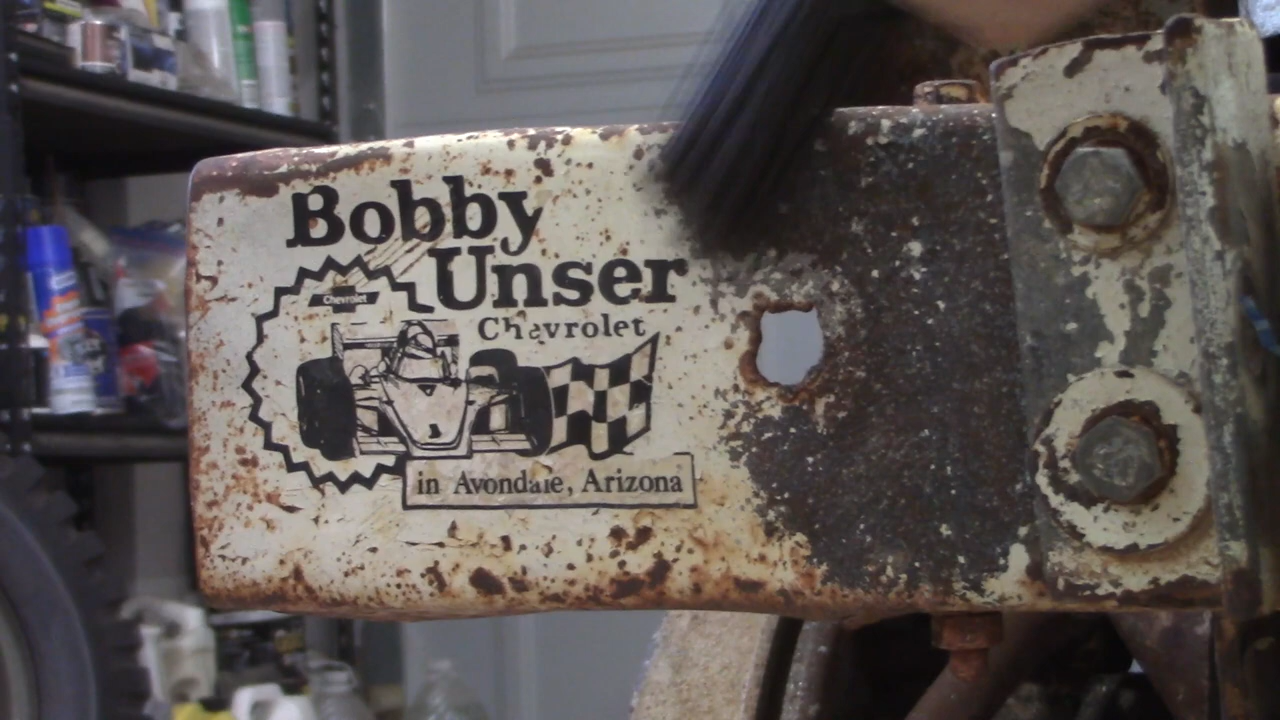 Bobby
Unser
Chevrolet
Chevrolet
in Avondale, Arizona